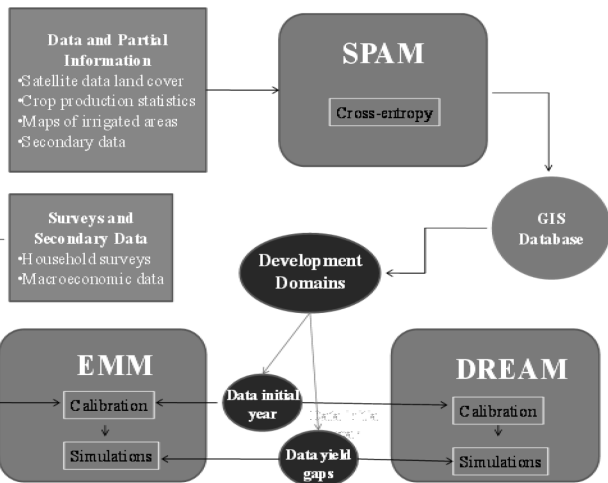 Data and Partial
Information
•Satellite data land cover
•Crop production statistics
•Maps of irrigated areas
•Secondary data
SPAM
Cross-entropy
GIS
Database
Surveys and
Secondary Data
•Household surveys
•Macroeconomic data
Development
Domains
EMM
Calibration
Simulations
Data initial
year
Data yield
gaps
DREAM
Calibration
Simulations